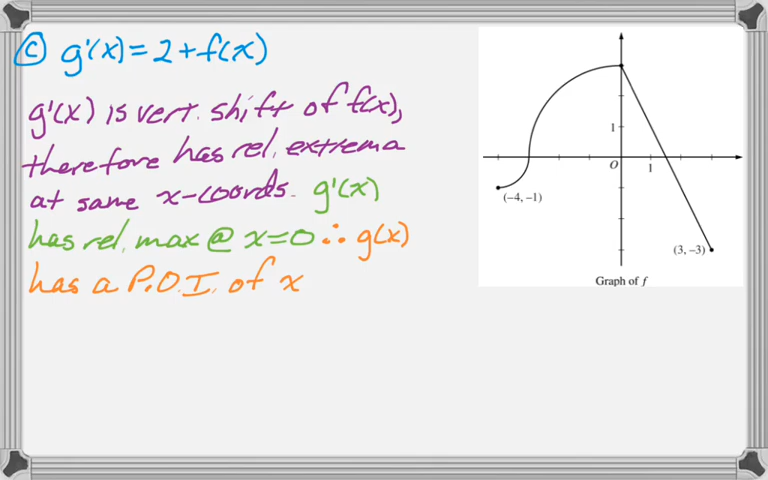 Ⓒ g'(x) = 2 + f(x)
g'(x) is vert. shift of f(x),
therefore has rel. extrema
at same x-coords. g'(x)
has rel. max @ x=0 ∴ g(x)
has a P.O.I. of x
1
O
1
(−4, −1)
(3, −3)
Graph of f